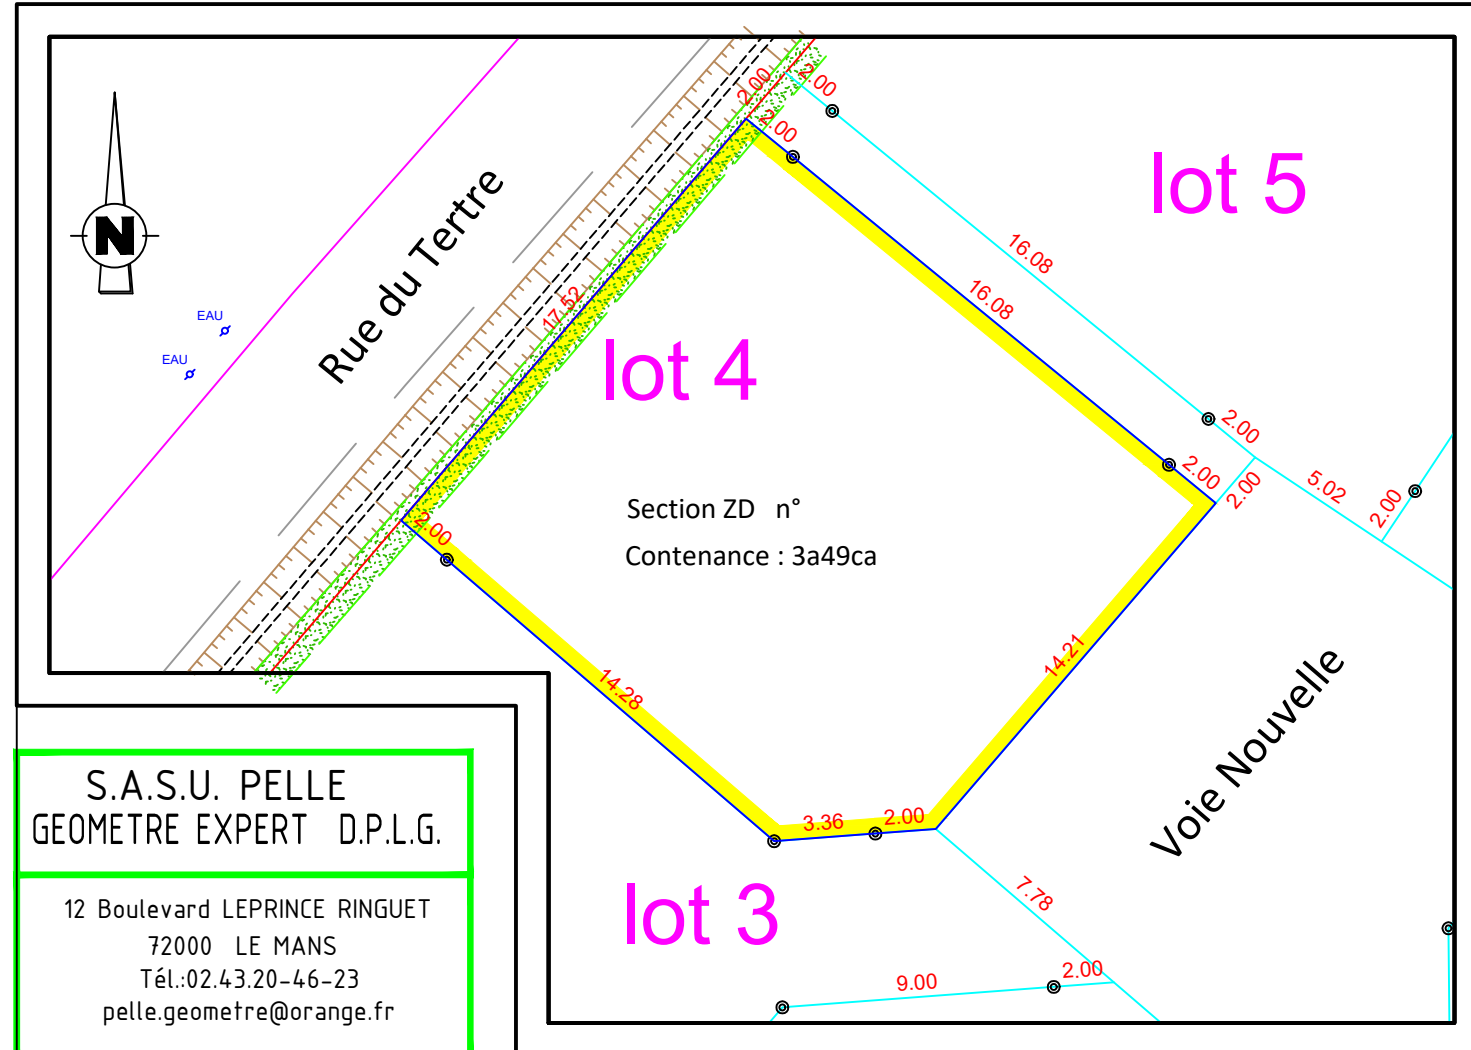 2.00
2.00
2.00
lot 5
Rue du Tertre
16.08
16.08
EAU
EAU
17.52
lot 4
2.00
2.00
2.00
5.02
2.00
Section ZD n°
Contenance : 3a49ca
2.00
14.28
14.21
Voie Nouvelle
3.36
2.00
lot 3
7.78
9.00
2.00
N
S.A.S.U. PELLE
GEOMETRE EXPERT D.P.L.G.
12 Boulevard LEPRINCE RINGUET
72000 LE MANS
Tél.:02.43.20-46-23
pelle.geometre@orange.fr